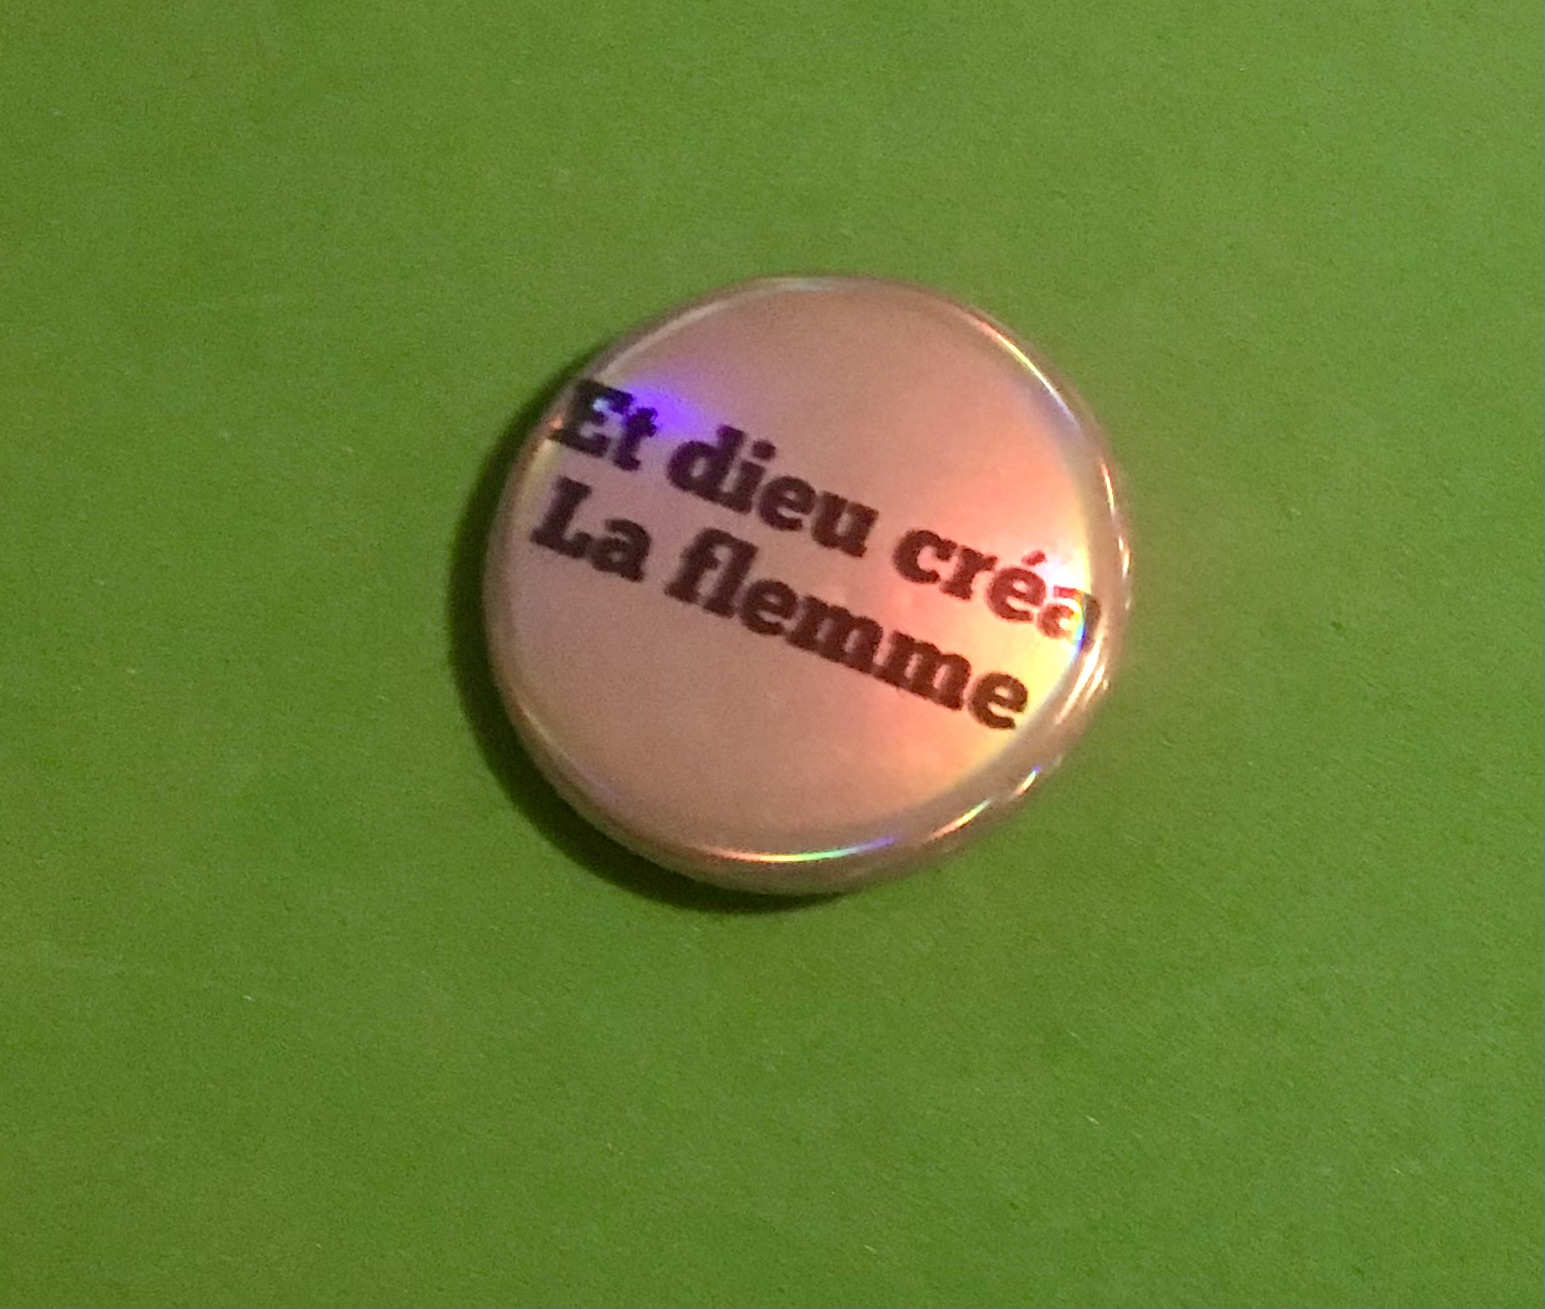 Et dieu créa
La flemme